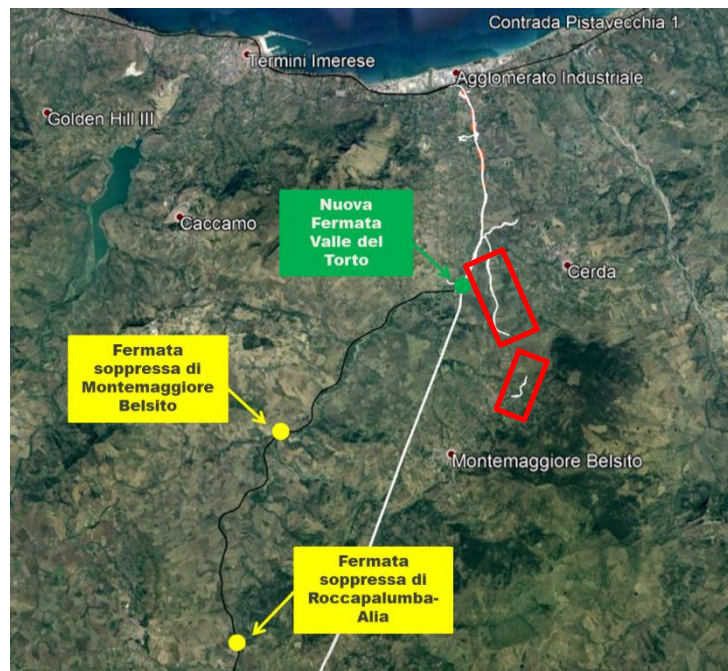 Contrada Pistavecchia 1
Termini Imerese
Agglomerato Industriale
Golden Hill III
Nuova
Fermata
Valle del
Torto
Caccamo
Cerda
Fermata
soppressa di
Montemaggiore
Belsito
Montemaggiore Belsito
Fermata
soppressa di
Roccapalumba-
Alia